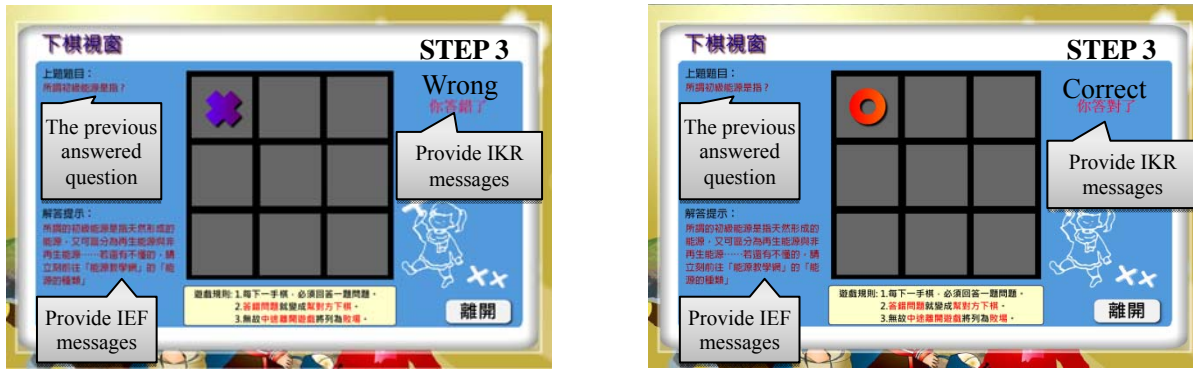 下棋視窗
STEP 3
上題題目：
所謂初級能源是指？
Wrong
你答錯了
The previous
answered
question
Provide IKR
messages
解答提示：
所謂的初級能源是指天然形成的
能源，又可區分為再生能源與非
再生能源……若還有不懂的，請
立刻前往「能源教學網」的「能
源的種類」
Provide IEF
messages
遊戲規則: 1.每下一手棋，必須回答一題問題。
2.答錯問題就變成幫對方下棋。
3.無故中途離開遊戲將列為敗場。
離開
下棋視窗
STEP 3
上題題目：
所謂初級能源是指？
Correct
你答對了
The previous
answered
question
Provide IKR
messages
解答提示：
所謂的初級能源是指天然形成的
能源，又可區分為再生能源與非
再生能源……若還有不懂的，請
立刻前往「能源教學網」的「能
源的種類」
Provide IEF
messages
遊戲規則: 1.每下一手棋，必須回答一題問題。
2.答錯問題就變成幫對方下棋。
3.無故中途離開遊戲將列為敗場。
離開